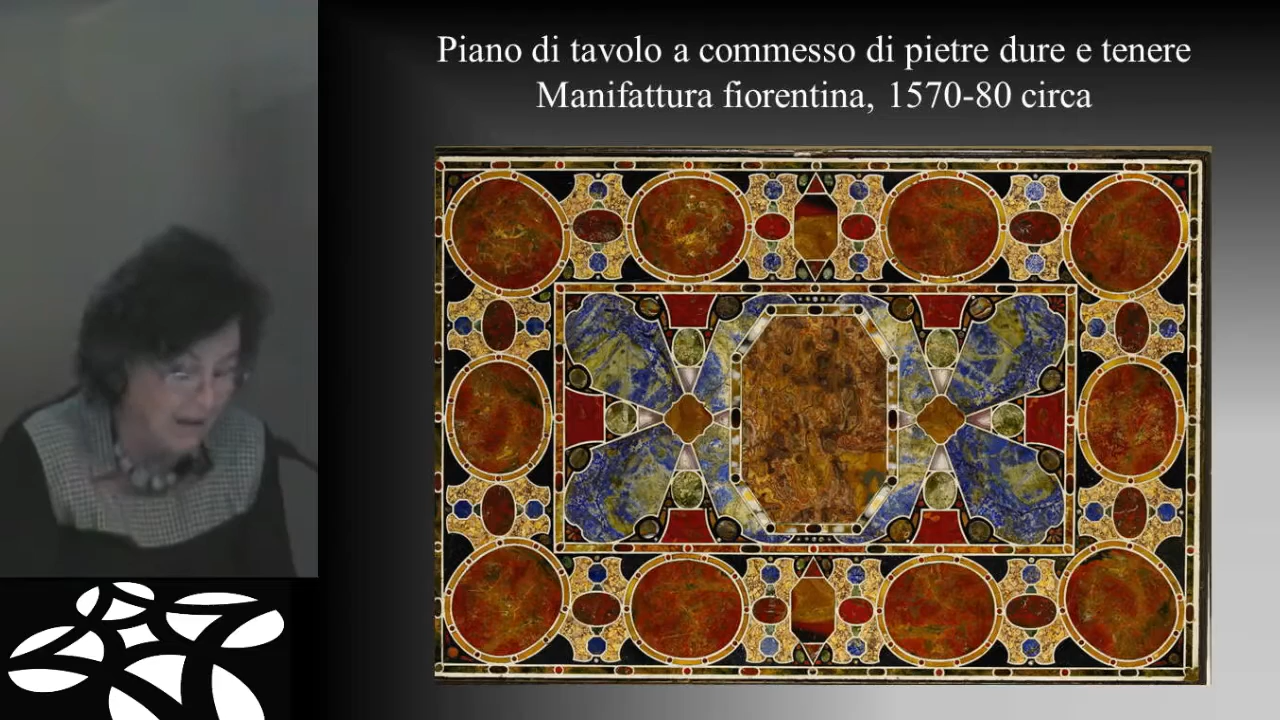 Piano di tavolo a commesso di pietre dure e tenere
Manifattura fiorentina, 1570-80 circa